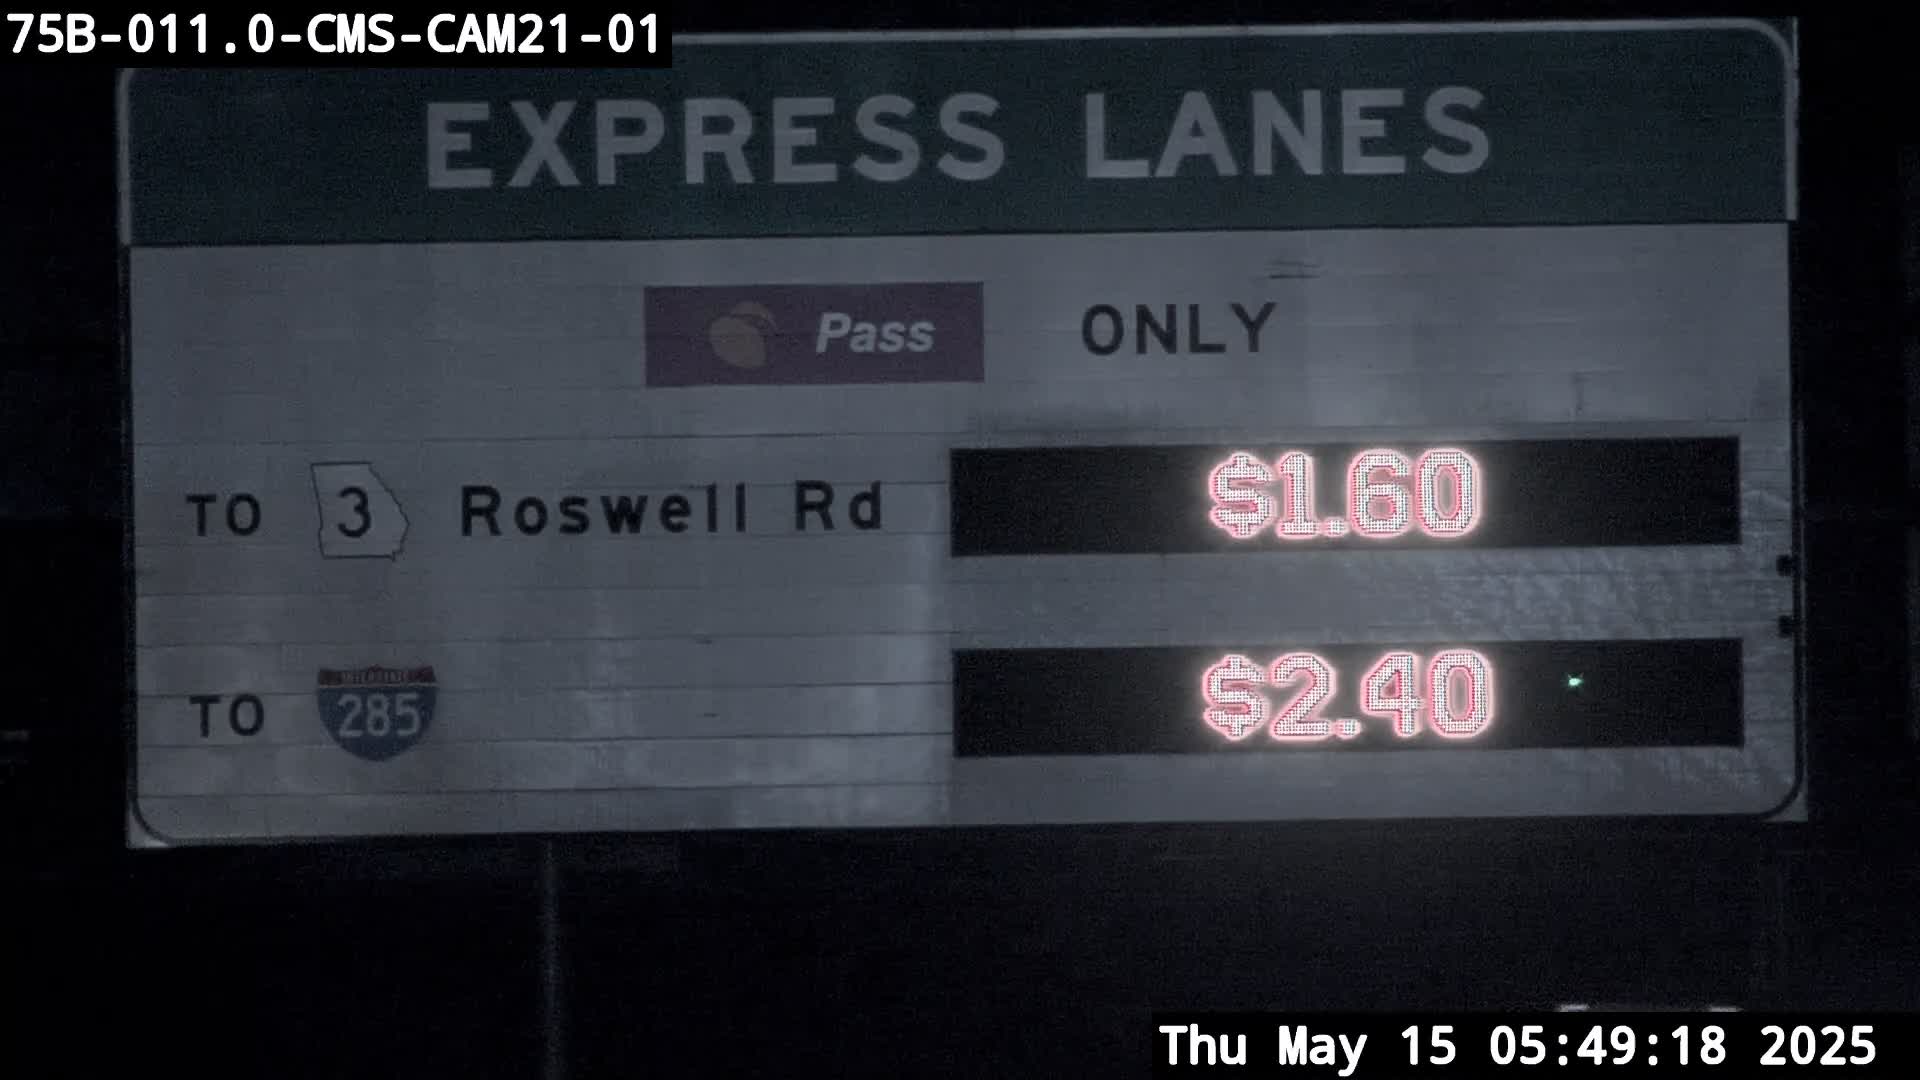 75B-011.0-CMS-CAM21-01
EXPRESS LANES
Pass ONLY
TO 3 Roswell Rd $1.60
INTERSTATE
TO 285 $2.40
Thu May 15 05:49:18 2025